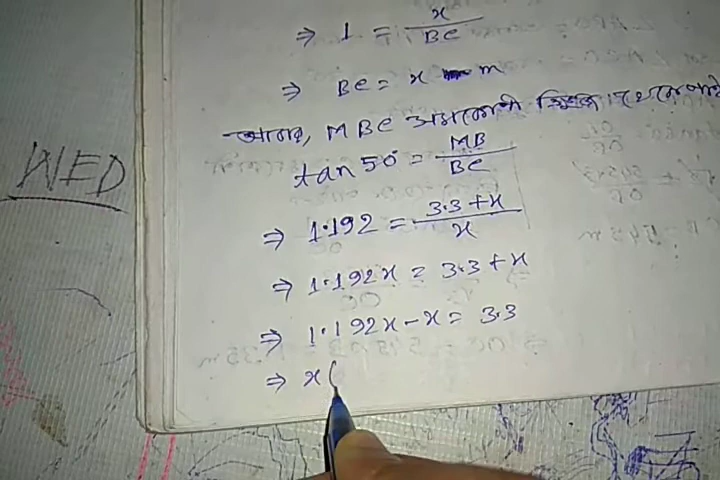 ⇒ 1 = x/BC
⇒ BC = x m
আবার, MBC সমকোণী ত্রিভুজ থেকে পাই
tan 50° = MB/BC
⇒ 1.192 = 3.3+x/x
⇒ 1.192x = 3.3+x
⇒ 1.192x-x = 3.3
⇒ x(
WED